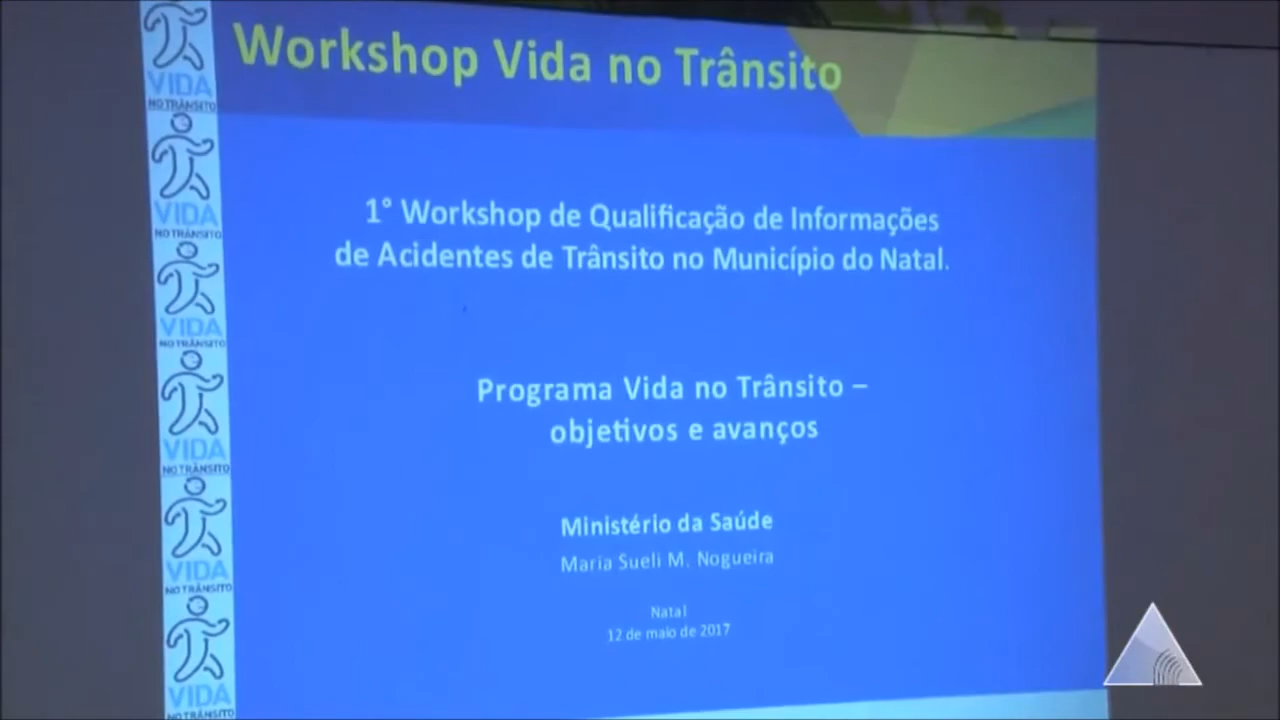 Workshop Vida no Trânsito
1° Workshop de Qualificação de Informações
de Acidentes de Trânsito no Município do Natal.
Programa Vida no Trânsito –
objetivos e avanços
Ministério da Saúde
Maria Sueli M. Nogueira
Natal
12 de maio de 2017
VIDA
NO TRÂNSITO
VIDA
NO TRÂNSITO
VIDA
NO TRÂNSITO
VIDA
NO TRÂNSITO
VIDA
NO TRÂNSITO
VIDA
NO TRÂNSITO